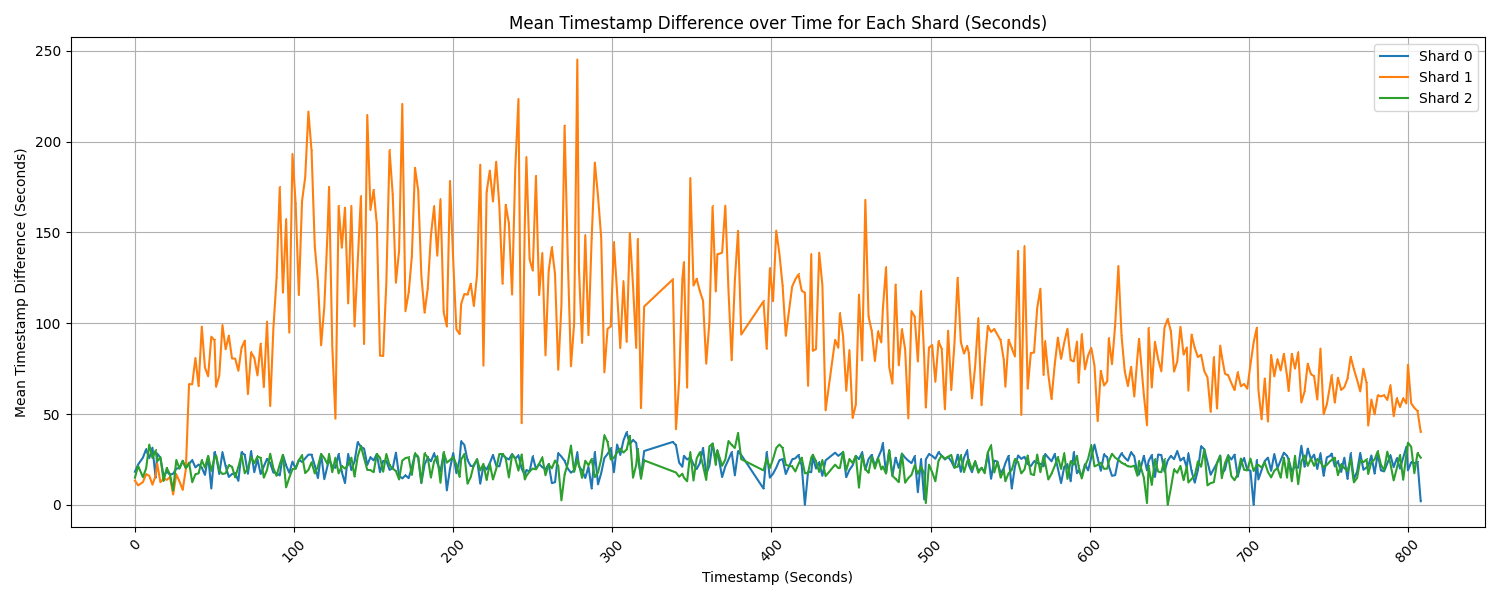 Mean Timestamp Difference over Time for Each Shard (Seconds)
Shard 0
Shard 1
Shard 2
Mean Timestamp Difference (Seconds)
250
200
150
100
50
0
0
100
200
300
400
500
600
700
800
Timestamp (Seconds)